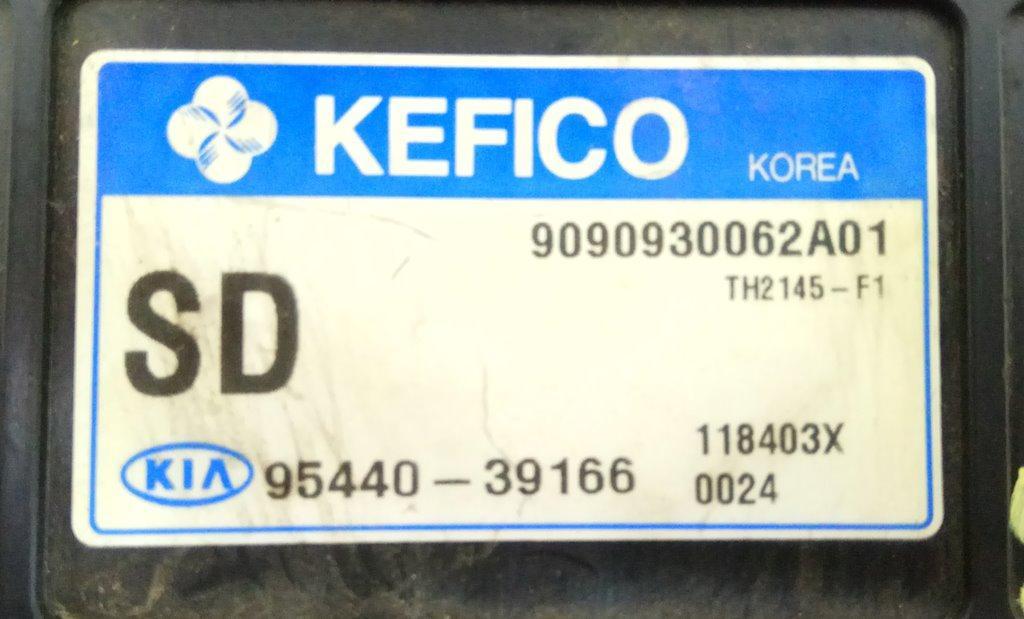 KEFICO KOREA
9090930062A01
TH2145-F1
SD
118403X
KIA 95440-39166
0024